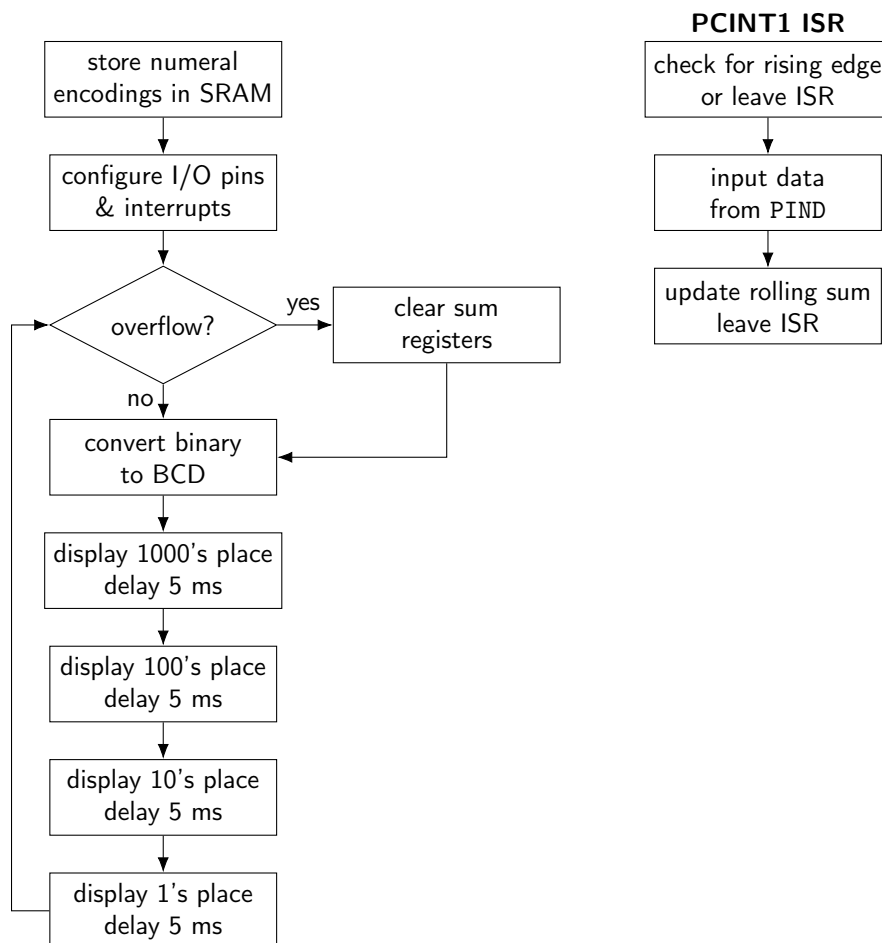 store numeral
encodings in SRAM
configure I/O pins
& interrupts
overflow?
yes
clear sum
registers
no
convert binary
to BCD
display 1000's place
delay 5 ms
display 100's place
delay 5 ms
display 10's place
delay 5 ms
display 1's place
delay 5 ms
PCINT1 ISR
check for rising edge
or leave ISR
input data
from PIND
update rolling sum
leave ISR